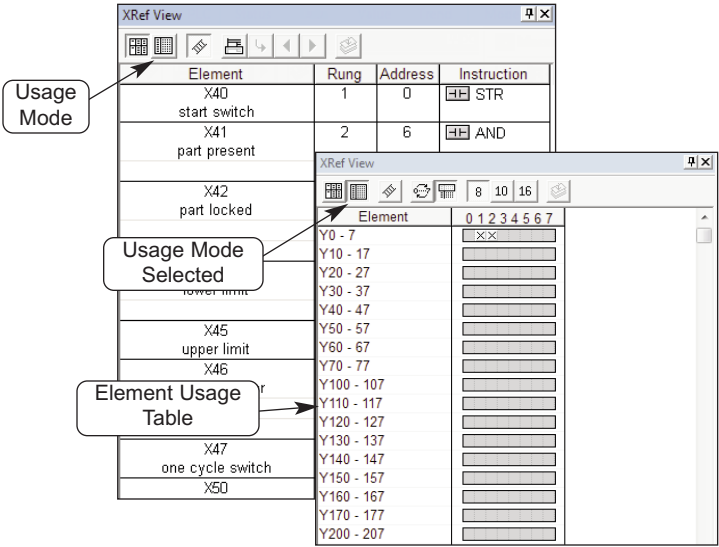 XRef View
Element Rung Address Instruction
Usage
Mode
X40 1 0 STR
start switch
X41 2 6 AND
part present
X42
part locked
lower limit
X45
upper limit
X46
r
X47
one cycle switch
X50
XRef View
8 10 16
Element 0 1 2 3 4 5 6 7
Usage Mode
Selected
Element Usage
Table
Y0 - 7 X X
Y10 - 17
Y20 - 27
Y30 - 37
Y40 - 47
Y50 - 57
Y60 - 67
Y70 - 77
Y100 - 107
Y110 - 117
Y120 - 127
Y130 - 137
Y140 - 147
Y150 - 157
Y160 - 167
Y170 - 177
Y200 - 207